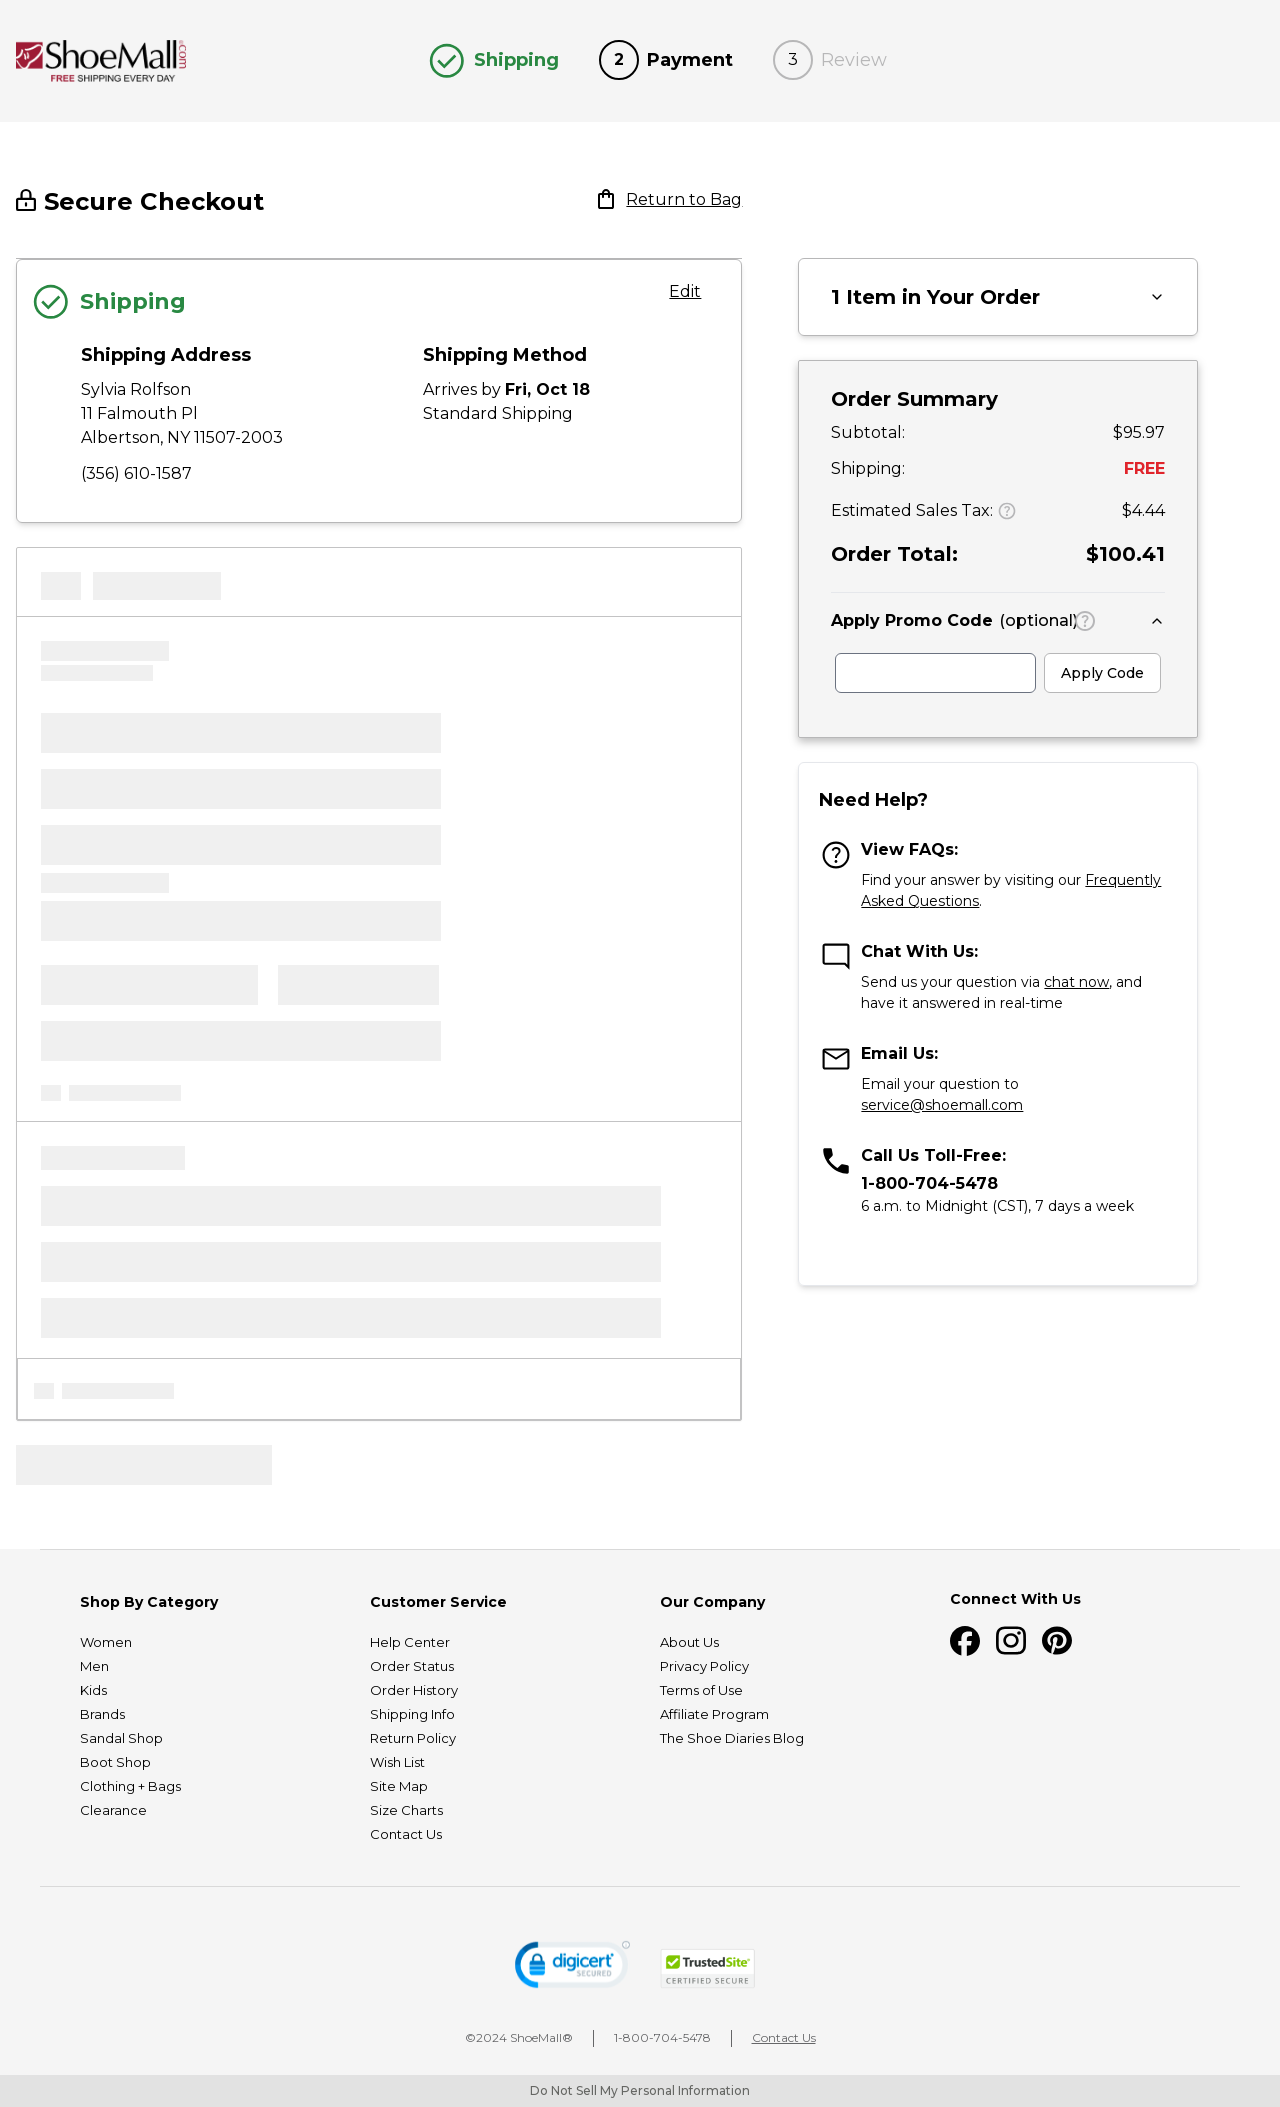 ShoeMall.com
FREE SHIPPING EVERY DAY
Shipping
2 Payment
3 Review
Secure Checkout
Return to Bag
Shipping
Edit
Shipping Address
Sylvia Rolfson
11 Falmouth Pl
Albertson, NY 11507-2003
(356) 610-1587
Shipping Method
Arrives by Fri, Oct 18
Standard Shipping
1 Item in Your Order
Order Summary
Subtotal: $95.97
Shipping: FREE
Estimated Sales Tax: ? $4.44
Order Total: $100.41
Apply Promo Code (optional) ?
Apply Code
Need Help?
View FAQs:
Find your answer by visiting our Frequently
Asked Questions.
Chat With Us:
Send us your question via chat now, and
have it answered in real-time
Email Us:
Email your question to
service@shoemall.com
Call Us Toll-Free:
1-800-704-5478
6 a.m. to Midnight (CST), 7 days a week
Shop By Category
Women
Men
Kids
Brands
Sandal Shop
Boot Shop
Clothing + Bags
Clearance
Customer Service
Help Center
Order Status
Order History
Shipping Info
Return Policy
Wish List
Site Map
Size Charts
Contact Us
Our Company
About Us
Privacy Policy
Terms of Use
Affiliate Program
The Shoe Diaries Blog
Connect With Us
digicert
SECURED
TrustedSite
CERTIFIED SECURE
©2024 ShoeMall®
1-800-704-5478
Contact Us
Do Not Sell My Personal Information